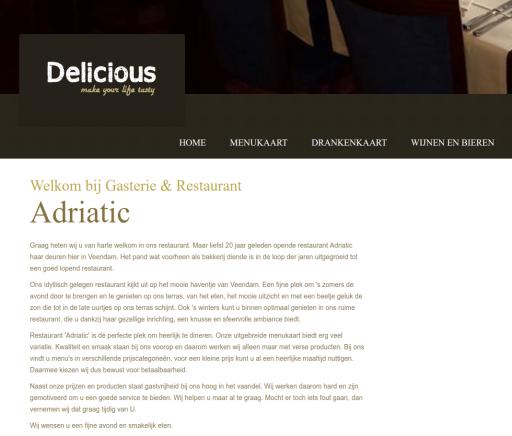 Delicious
make your life tasty
HOME MENUKAART DRANKENKAART WIJNEN EN BIEREN
Welkom bij Gasterie & Restaurant
Adriatic
Graag heten wij u van harte welkom in ons restaurant. Maar liefst 20 jaar geleden opende restaurant Adriatic
haar deuren hier in Veendam. Het pand wat voorheen als bakkerij diende is in de loop der jaren uitgegroeid tot
een goed lopend restaurant.
Ons idyllisch gelegen restaurant kijkt uit op het mooie haventje van Veendam. Een fijne plek om 's zomers de
avond door te brengen en te genieten op ons terras, van het eten, het mooie uitzicht en met een beetje geluk de
zon die tot in de late uurtjes op ons terras schijnt. Ook 's winters kunt u binnen optimaal genieten in ons ruime
restaurant, die u dankzij haar gezellige inrichting, een knusse en sfeervolle ambiance biedt.
Restaurant 'Adriatic' is dé perfecte plek om heerlijk te dineren. Onze uitgebreide menukaart biedt erg veel
variatie. Kwaliteit en smaak staan bij ons voorop en daarom werken wij alleen maar met verse producten. Bij ons
vindt u menu's in verschillende prijscategorieën, voor een kleine prijs kunt u al een heerlijke maaltijd nuttigen.
Daarmee kiezen wij dus bewust voor betaalbaarheid.
Naast onze prijzen en producten staat gastvrijheid bij ons hoog in het vaandel. Wij werken daarom hard en zijn
gemotiveerd om u een goede service te bieden. Wij helpen u maar al te graag. Mocht er toch iets fout gaan, dan
vernemen wij dat graag tijdig van U.
Wij wensen u een fijne avond en smakelijk eten.